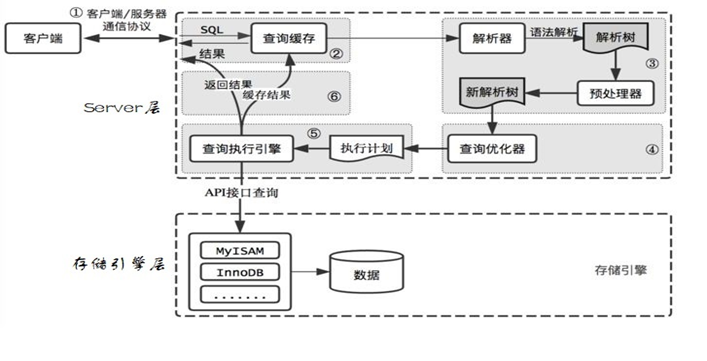 ① 客户端/服务器
通信协议
客户端
SQL
结果
查询缓存
②
解析器
语法解析
解析树
③
新解析树
预处理器
返回结果
缓存结果
⑥
Server层
查询执行引擎
⑤
执行计划
查询优化器
④
API接口查询
存储引擎层
MyISAM
InnoDB
.......
数据
存储引擎